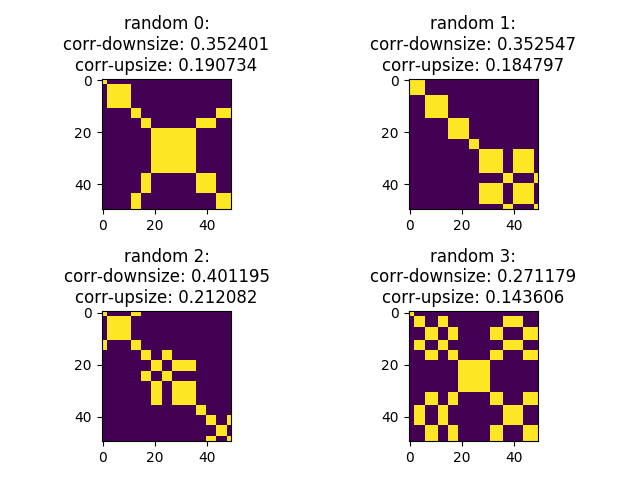 random 0:
corr-downsize: 0.352401
corr-upsize: 0.190734
0
20
40
0
20
40
random 1:
corr-downsize: 0.352547
corr-upsize: 0.184797
0
20
40
0
20
40
random 2:
corr-downsize: 0.401195
corr-upsize: 0.212082
0
20
40
0
20
40
random 3:
corr-downsize: 0.271179
corr-upsize: 0.143606
0
20
40
0
20
40